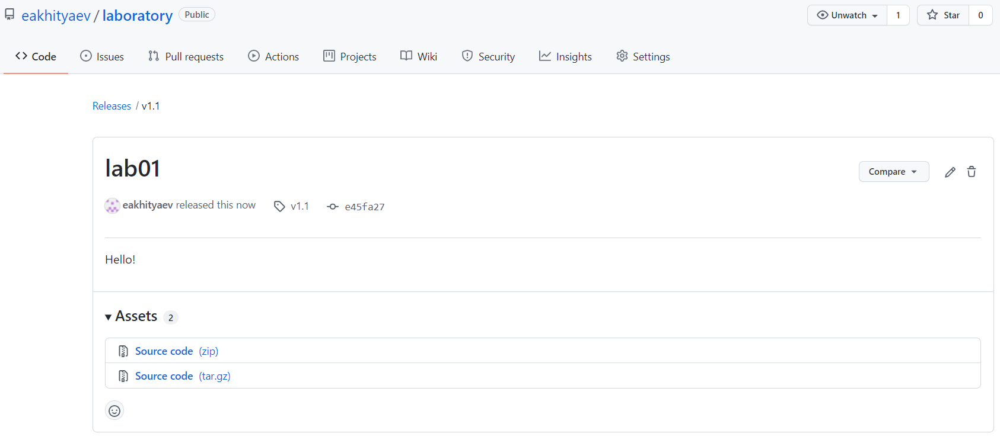 eakhityaev / laboratory Public Unwatch 1 Star 0
Code Issues Pull requests Actions Projects Wiki Security Insights Settings
Releases / v1.1
lab01
Compare
eakhityaev released this now v1.1 e45fa27
Hello!
Assets 2
Source code (zip)
Source code (tar.gz)